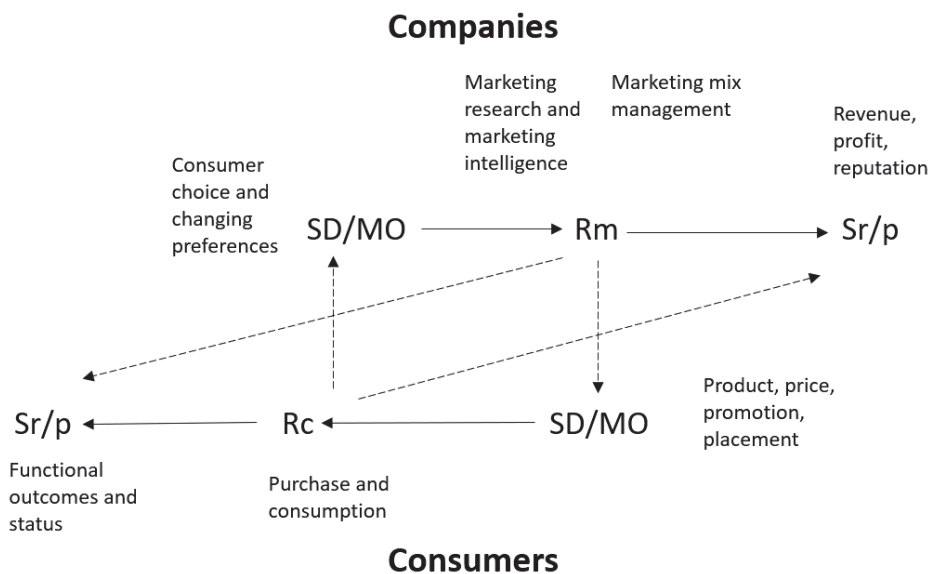 Companies
Marketing
research and
marketing
intelligence
Marketing mix
management
Revenue,
profit,
reputation
Consumer
choice and
changing
preferences
SD/MO
Rm
Sr/p
Sr/p
Rc
SD/MO
Product, price,
promotion,
placement
Functional
outcomes and
status
Purchase and
consumption
Consumers